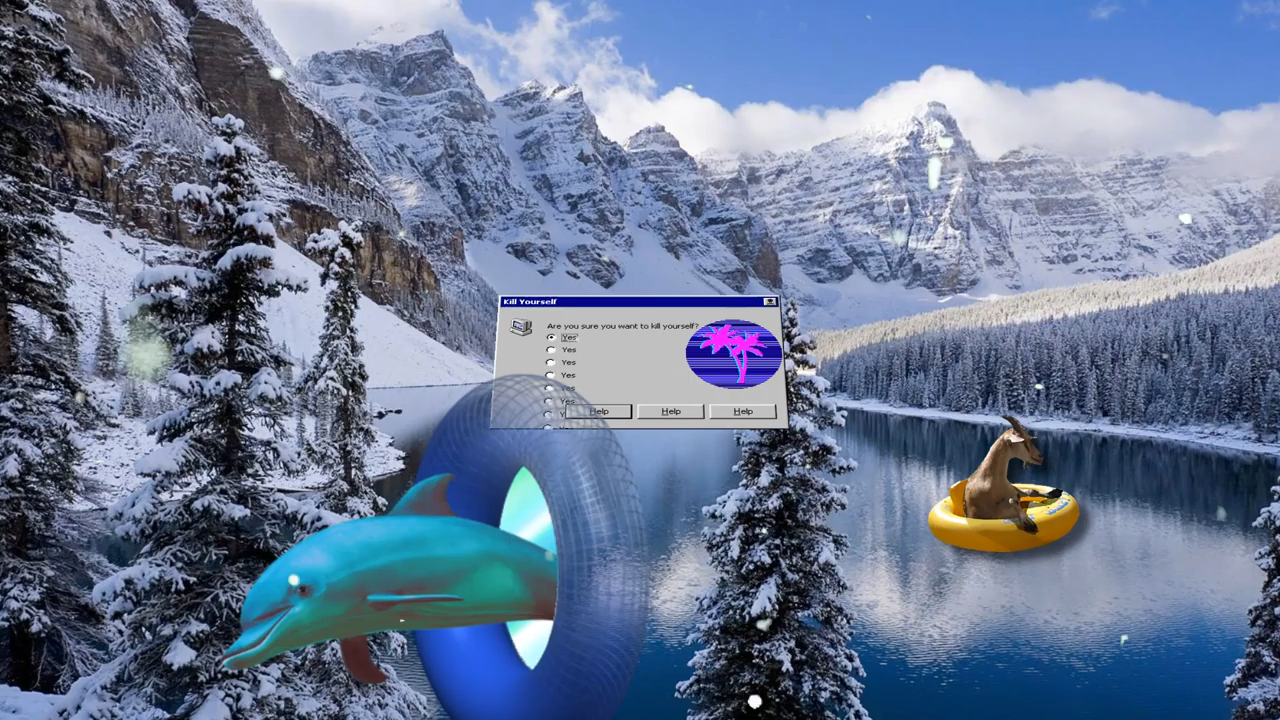 Kill Yourself
Are you sure you want to kill yourself?
Yes
Yes
Yes
Yes
Yes
Yes
Help Help Help